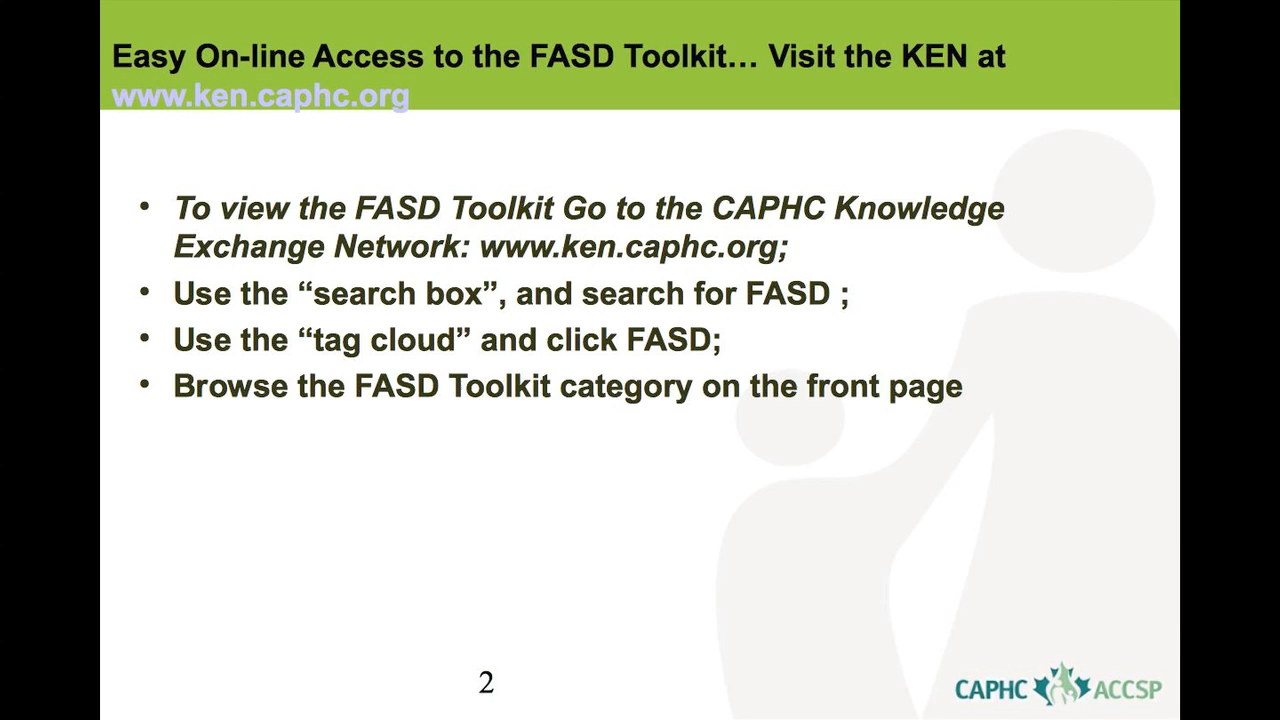 Easy On-line Access to the FASD Toolkit… Visit the KEN at
www.ken.caphc.org
• To view the FASD Toolkit Go to the CAPHC Knowledge
Exchange Network: www.ken.caphc.org;
• Use the “search box”, and search for FASD ;
• Use the “tag cloud” and click FASD;
• Browse the FASD Toolkit category on the front page
2
CAPHC ACCSP